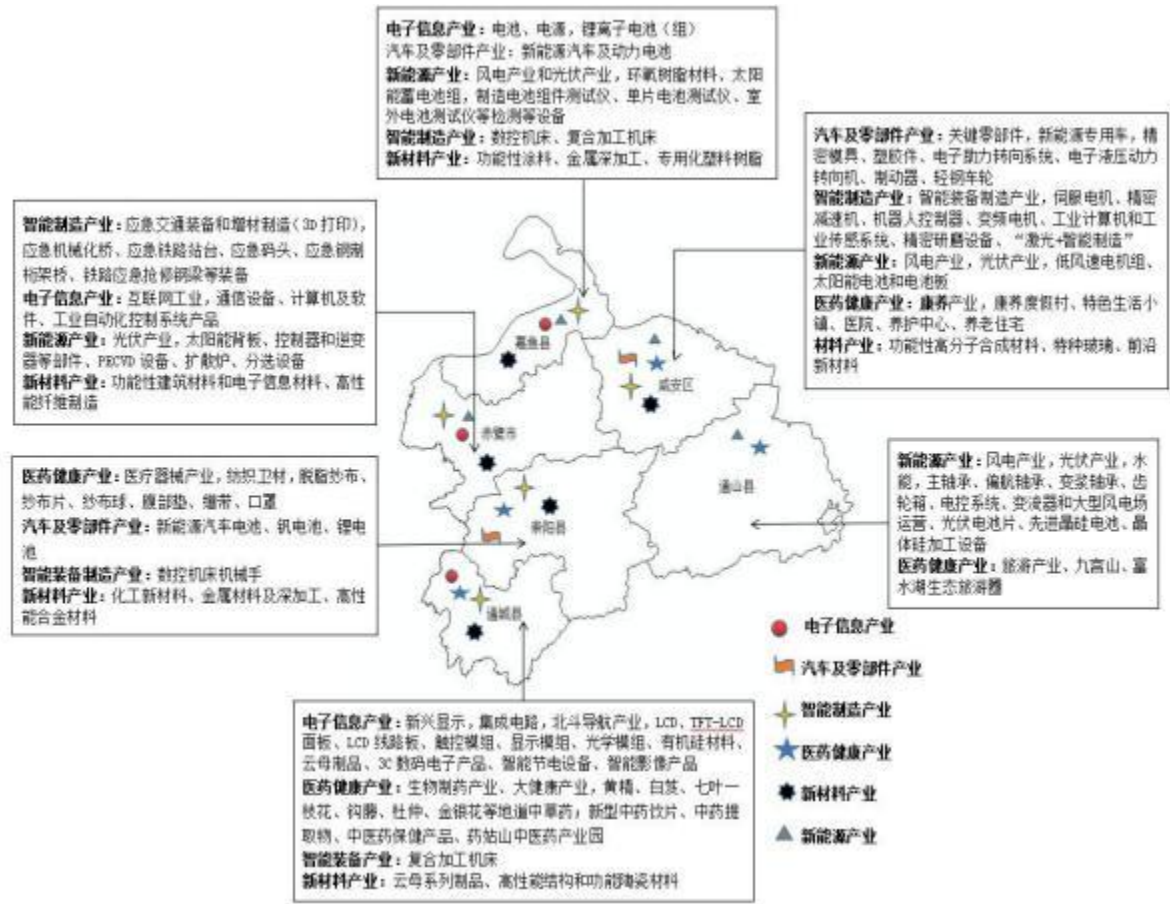 电子信息产业：电池、电源，锂离子电池（组）
汽车及零部件产业：新能源汽车及动力电池
新能源产业：风电产业和光伏产业，环氧树脂材料、太阳
能蓄电池组，制造电池组件测试仪、单片电池测试仪、室
外电池测试仪等检测等设备
智能制造产业：数控机床、复合加工机床
新材料产业：功能性涂料、金属深加工、专用化塑料树脂
汽车及零部件产业：关键零部件，新能源专用车，精
密模具、塑胶件、电子助力转向系统、电子液压动力
转向机、制动器、轻钢车轮
智能制造产业：智能装备制造产业，伺服电机、精密
减速机、机器人控制器、变频电机、工业计算机和工
业传感系统、精密研磨设备、“激光+智能制造”
新能源产业：风电产业，光伏产业，低风速电机组、
太阳能电池和电池板
医药健康产业：康养产业，康养度假村、特色生活小
镇、医院、养护中心、养老住宅
材料产业：功能性高分子合成材料、特种玻璃、前沿
新材料
智能制造产业：应急交通装备和增材制造（3D打印），
应急机械化桥、应急铁路站台、应急码头、应急钢制
桁架桥、铁路应急抢修钢梁等装备
电子信息产业：互联网工业，通信设备、计算机及软
件、工业自动化控制系统产品
新能源产业：光伏产业，太阳能背板、控制器和逆变
器等部件、PECVD 设备、扩散炉、分选设备
新材料产业：功能性建筑材料和电子信息材料、高性
能纤维制造
嘉鱼县
咸安区
赤壁市
通山县
崇阳县
通城县
医药健康产业：医疗器械产业，纺织卫材，脱脂纱布、
纱布片、纱布球、腹部垫、绷带、口罩
汽车及零部件产业：新能源汽车电池、钒电池、锂电
池
智能装备制造产业：数控机床机械手
新材料产业：化工新材料、金属材料及深加工、高性
能合金材料
新能源产业：风电产业，光伏产业，水
能，主轴承、偏航轴承、变桨轴承、齿
轮箱、电控系统、变流器和大型风电场
运营、光伏电池片、先进晶硅电池、晶
体硅加工设备
医药健康产业：旅游产业，九宫山、富
水湖生态旅游圈
电子信息产业
汽车及零部件产业
智能制造产业
医药健康产业
新材料产业
新能源产业
电子信息产业：新兴显示，集成电路，北斗导航产业，LCD、TFT-LCD
面板、LCD 线路板、触控模组、显示模组、光学模组、有机硅材料、
云母制品、3C 数码电子产品、智能节电设备、智能影像产品
医药健康产业：生物制药产业、大健康产业，黄精、白芨、七叶一
枝花、钩藤、杜仲、金银花等地道中草药；新型中药饮片、中药提
取物、中医药保健产品、药姑山中医药产业园
智能装备产业：复合加工机床
新材料产业：云母系列制品、高性能结构和功能陶瓷材料